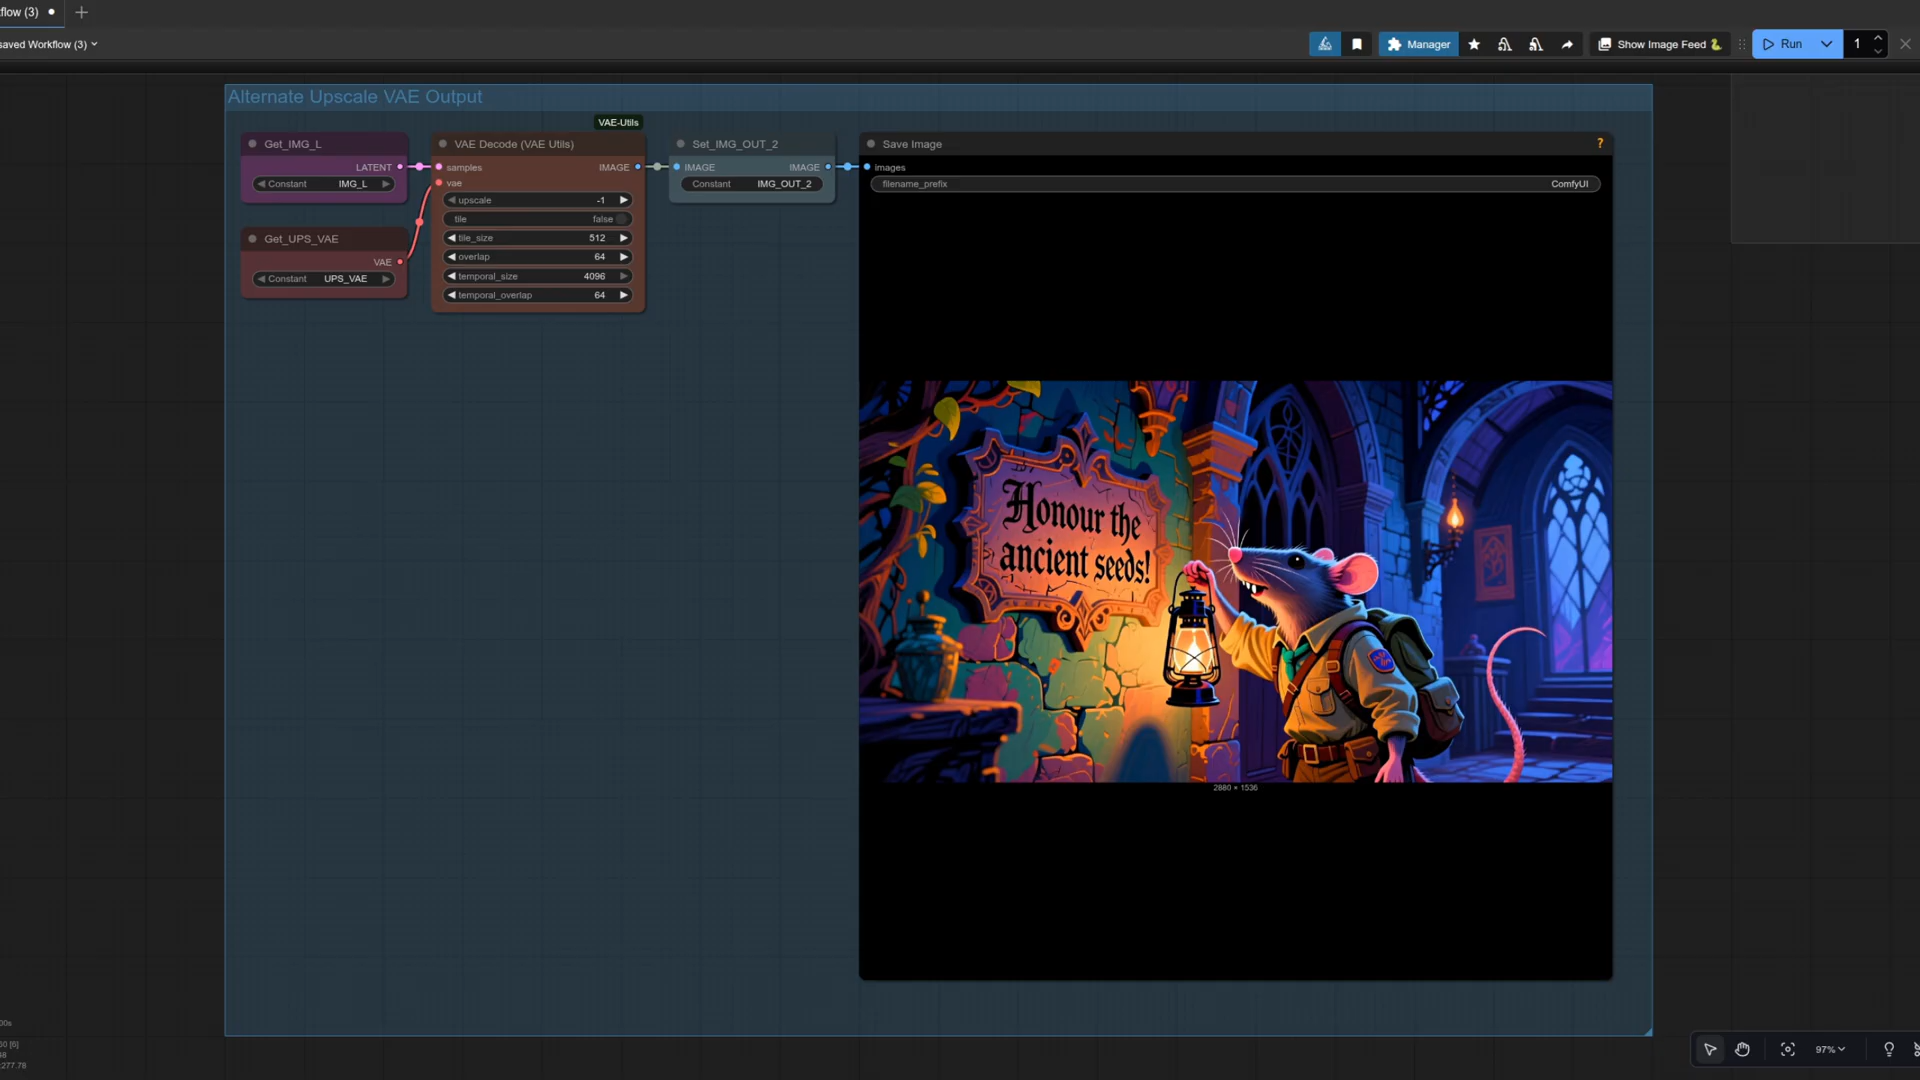 flow (3)
saved Workflow (3)
Manager
Show Image Feed
Run
1
Alternate Upscale VAE Output
VAE-Utils
Get_IMG_L
LATENT
Constant IMG_L
Get_UPS_VAE
VAE
Constant UPS_VAE
VAE Decode (VAE Utils)
samples IMAGE
vae
upscale -1
tile false
tile_size 512
overlap 64
temporal_size 4096
temporal_overlap 64
Set_IMG_OUT_2
IMAGE IMAGE
Constant IMG_OUT_2
Save Image ?
images
filename_prefix ComfyUI
Honour the
ancient seeds!
2880 × 1536
:277.78
97%